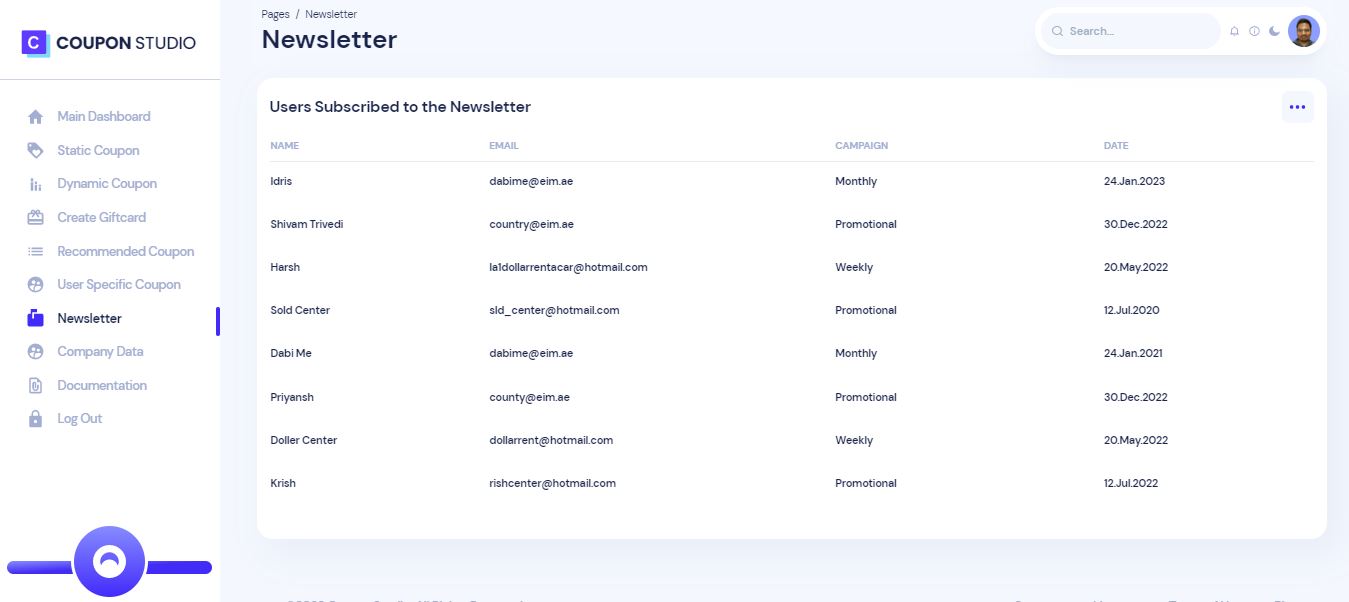 Pages / Newsletter
Newsletter
Search...
C COUPON STUDIO
Main Dashboard
Static Coupon
Dynamic Coupon
Create Giftcard
Recommended Coupon
User Specific Coupon
Newsletter
Company Data
Documentation
Log Out
Users Subscribed to the Newsletter
NAME EMAIL CAMPAIGN DATE
Idris dabime@eim.ae Monthly 24.Jan.2023
Shivam Trivedi country@eim.ae Promotional 30.Dec.2022
Harsh la1dollarrentacar@hotmail.com Weekly 20.May.2022
Sold Center sld_center@hotmail.com Promotional 12.Jul.2020
Dabi Me dabime@eim.ae Monthly 24.Jan.2021
Priyansh county@eim.ae Promotional 30.Dec.2022
Doller Center dollarrent@hotmail.com Weekly 20.May.2022
Krish rishcenter@hotmail.com Promotional 12.Jul.2022